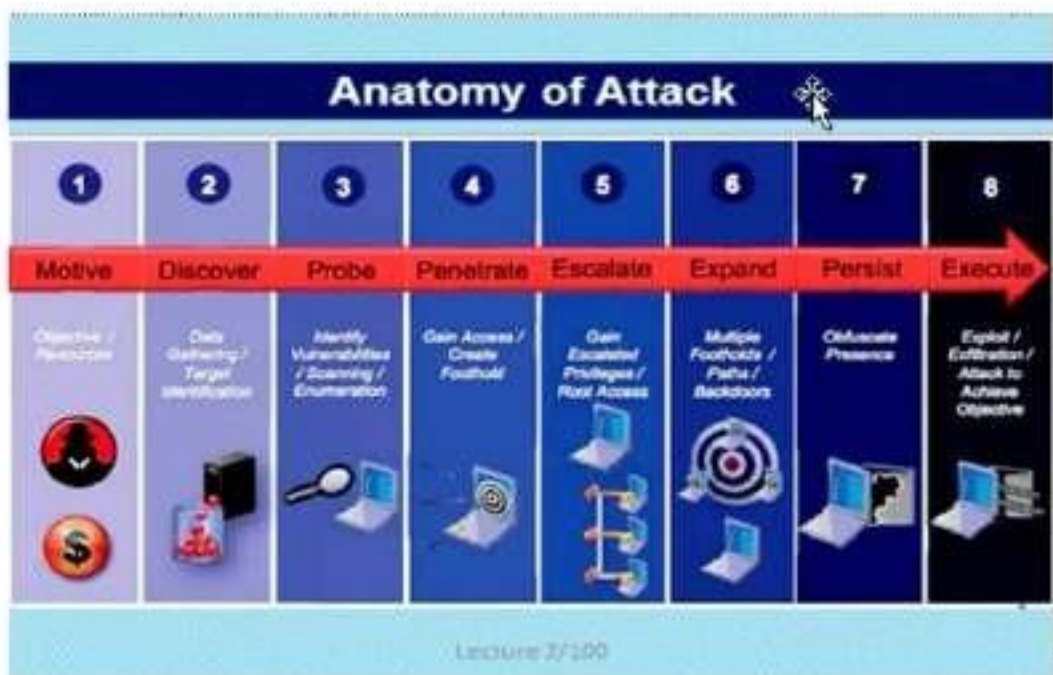 Anatomy of Attack
1
2
3
4
5
6
7
8
Motive
Discover
Probe
Penetrate
Escalate
Expand
Persist
Execute
Objective /
Resources
Data
Gathering /
Target
Identification
Identify
Vulnerabilities
/ Scanning /
Enumeration
Gain Access /
Create
Foothold
Gain
Escalated
Privileges /
Root Access
Multiple
Footholds /
Paths /
Backdoors
Obfuscate
Presence
Exploit /
Exfiltration /
Attack to
Achieve
Objective
$
Lecture 2/100